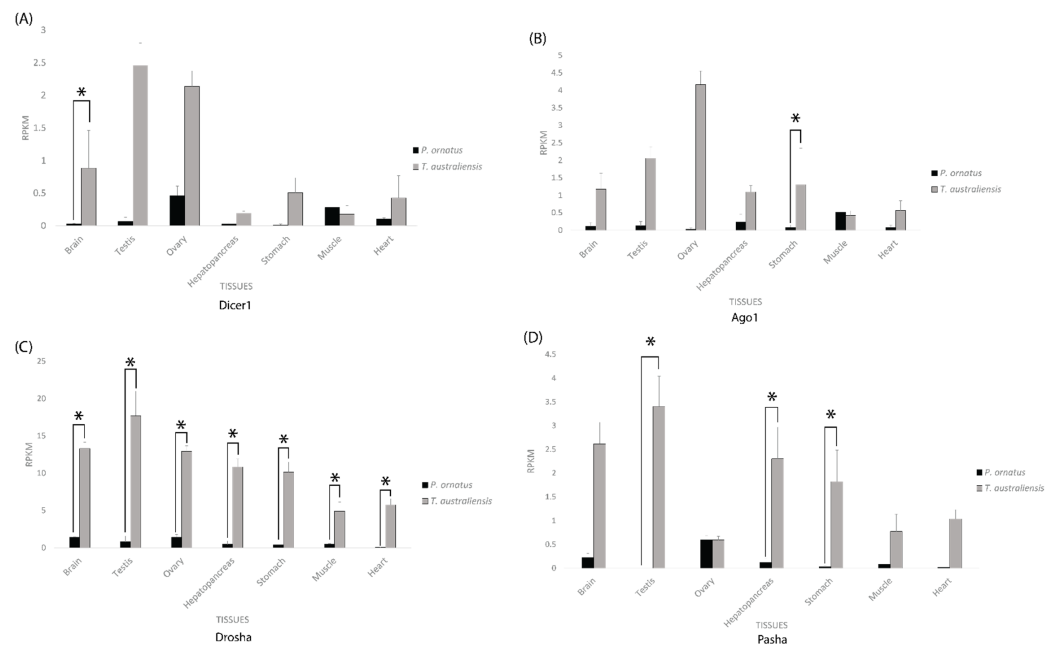 (A)
3
2.5
2
1.5
1
0.5
0
RPKM
*
Brain
Testis
Ovary
Hepatopancreas
Stomach
Muscle
Heart
TISSUES
Dicer1
P. ornatus
T. australiensis
(B)
5
4.5
4
3.5
3
2.5
2
1.5
1
0.5
0
RPKM
*
Brain
Testis
Ovary
Hepatopancreas
Stomach
Muscle
Heart
TISSUES
Ago1
P. ornatus
T. australiensis
(C)
25
20
15
10
5
0
RPKM
*
*
*
*
*
*
*
Brain
Testis
Ovary
Hepatopancreas
Stomach
Muscle
Heart
TISSUES
Drosha
P. ornatus
T. australiensis
(D)
4.5
4
3.5
3
2.5
2
1.5
1
0.5
0
RPKM
*
*
*
Brain
Testis
Ovary
Hepatopancreas
Stomach
Muscle
Heart
TISSUES
Pasha
P. ornatus
T. australiensis